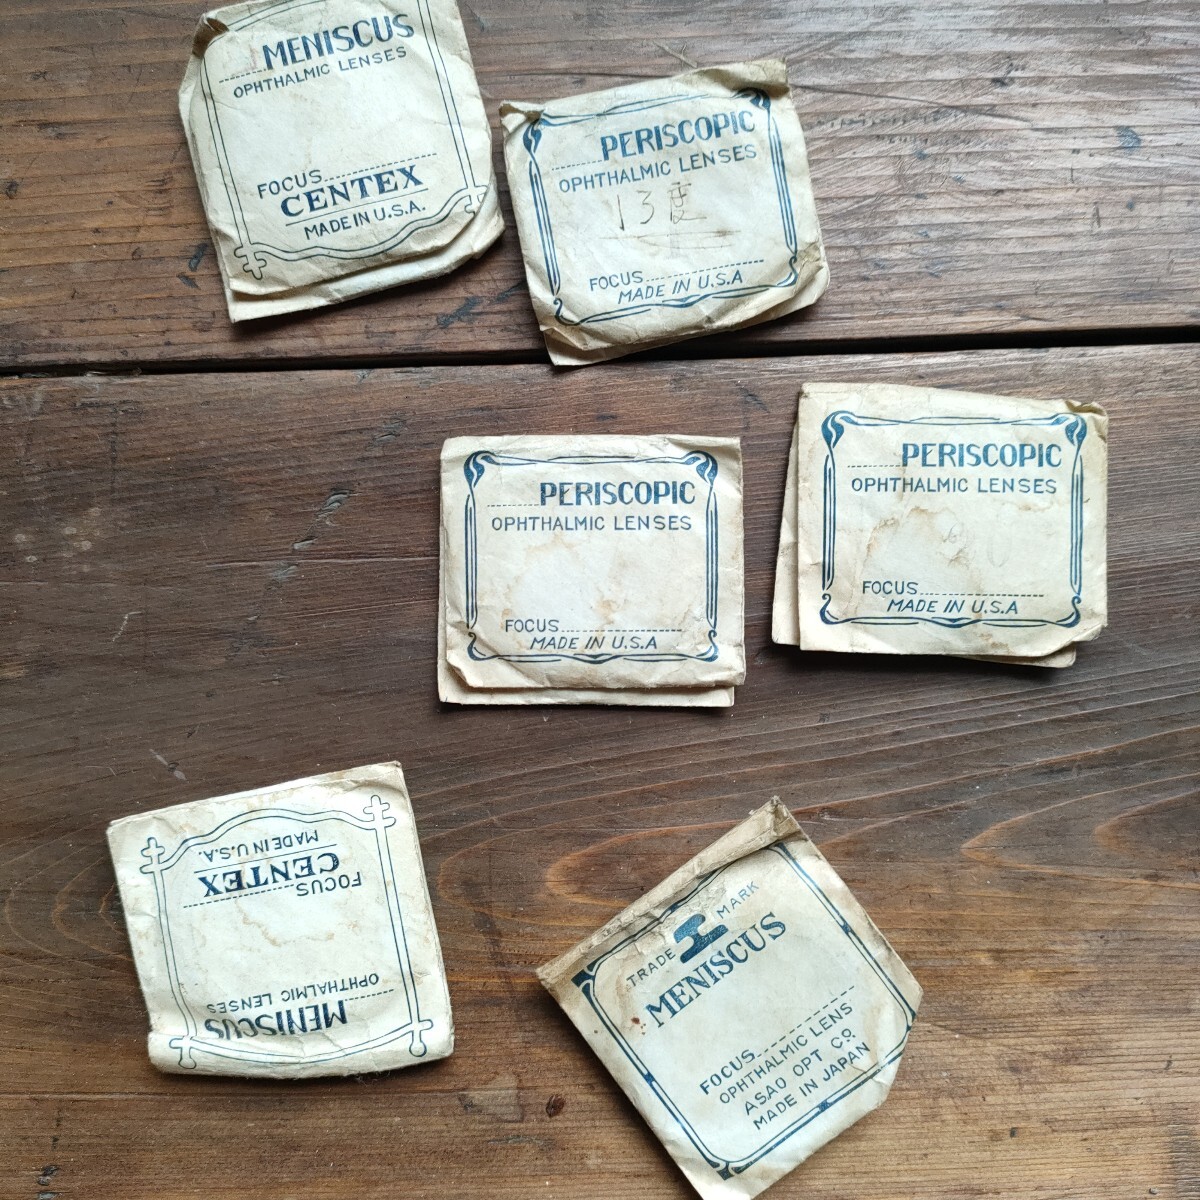 MENISCUS
OPHTHALMIC LENSES
FOCUS
CENTEX
MADE IN U.S.A.
PERISCOPIC
OPHTHALMIC LENSES
13度
FOCUS
MADE IN U.S.A
PERISCOPIC
OPHTHALMIC LENSES
FOCUS
MADE IN U.S.A
PERISCOPIC
OPHTHALMIC LENSES
FOCUS
MADE IN U.S.A
MENISCUS
OPHTHALMIC LENSES
FOCUS
CENTEX
MADE IN U.S.A.
TRADE MARK
MENISCUS
FOCUS
OPHTHALMIC LENS
ASAO OPT CO.
MADE IN JAPAN